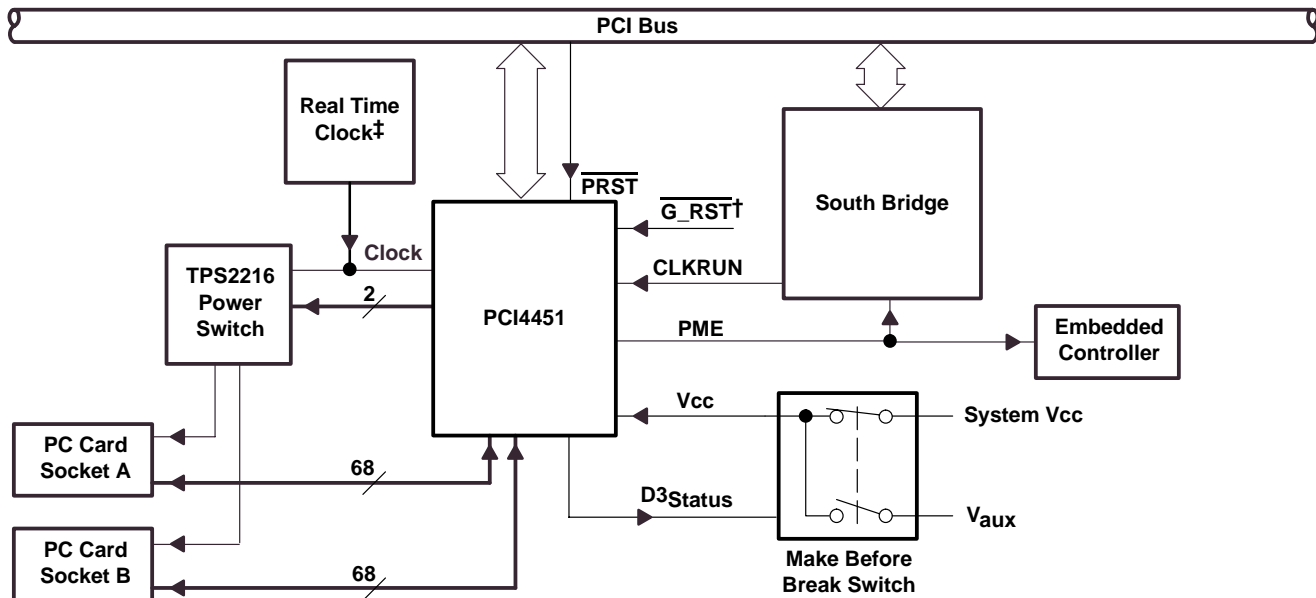 PCI Bus
Real Time
Clock‡
PRST
South Bridge
G_RST†
Clock
CLKRUN
TPS2216
Power
Switch
2
PCI4451
PME
Embedded
Controller
Vcc
System Vcc
PC Card
Socket A
68
D3Status
Vaux
PC Card
Socket B
68
Make Before
Break Switch